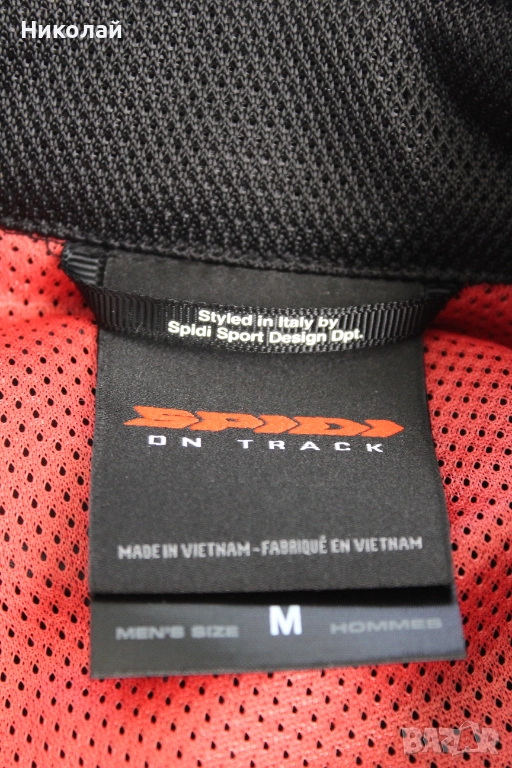 Николай
Styled in Italy by
Spidi Sport Design Dpt.
SPIDI
ON TRACK
MADE IN VIETNAM - FABRIQUÉ EN VIETNAM
MEN'S SIZE M HOMMES
BAZAR